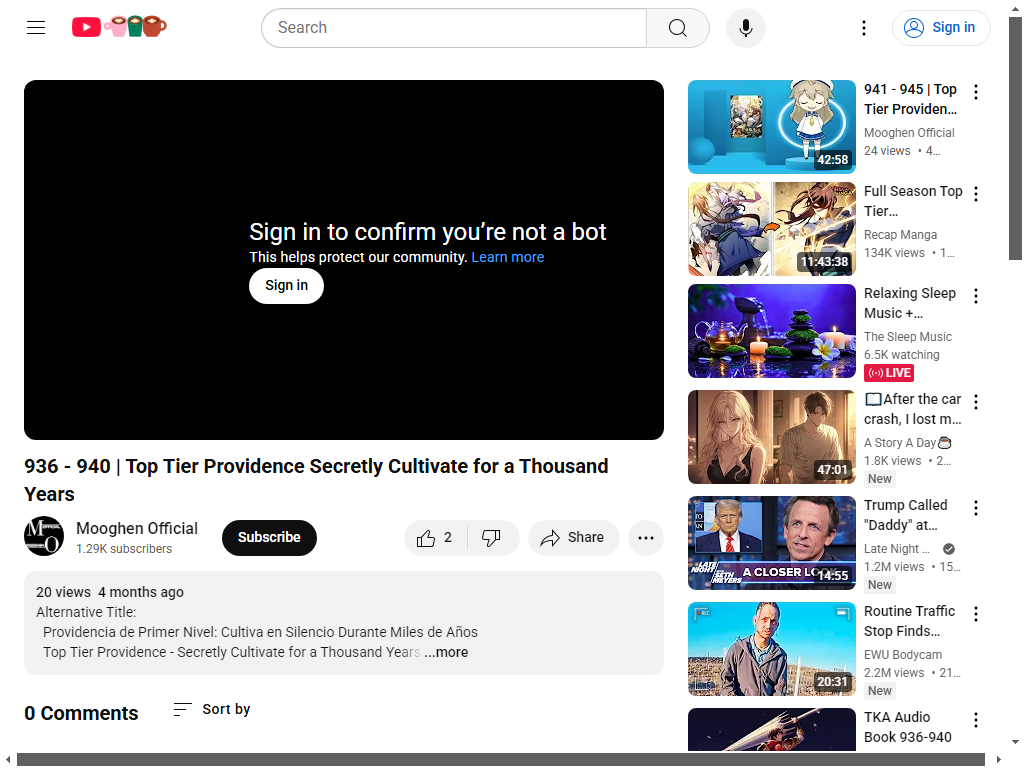 Search
Sign in
Sign in to confirm you’re not a bot
This helps protect our community. Learn more
Sign in
936 - 940 | Top Tier Providence Secretly Cultivate for a Thousand
Years
Mooghen Official
1.29K subscribers
Subscribe
2
Share
20 views 4 months ago
Alternative Title:
Providencia de Primer Nivel: Cultiva en Silencio Durante Miles de Años
Top Tier Providence - Secretly Cultivate for a Thousand Years ...more
0 Comments
Sort by
42:58
941 - 945 | Top
Tier Providen...
Mooghen Official
24 views • 4...
11:43:38
Full Season Top
Tier...
Recap Manga
134K views • 1...
Relaxing Sleep
Music +...
The Sleep Music
6.5K watching
LIVE
47:01
After the car
crash, I lost m...
A Story A Day
1.8K views • 2...
New
LATE NIGHT SETH MEYERS
A CLOSER LOOK
14:55
Trump Called
"Daddy" at...
Late Night ...
1.2M views • 15...
New
REC
20:31
Routine Traffic
Stop Finds...
EWU Bodycam
2.2M views • 21...
New
TKA Audio
Book 936-940